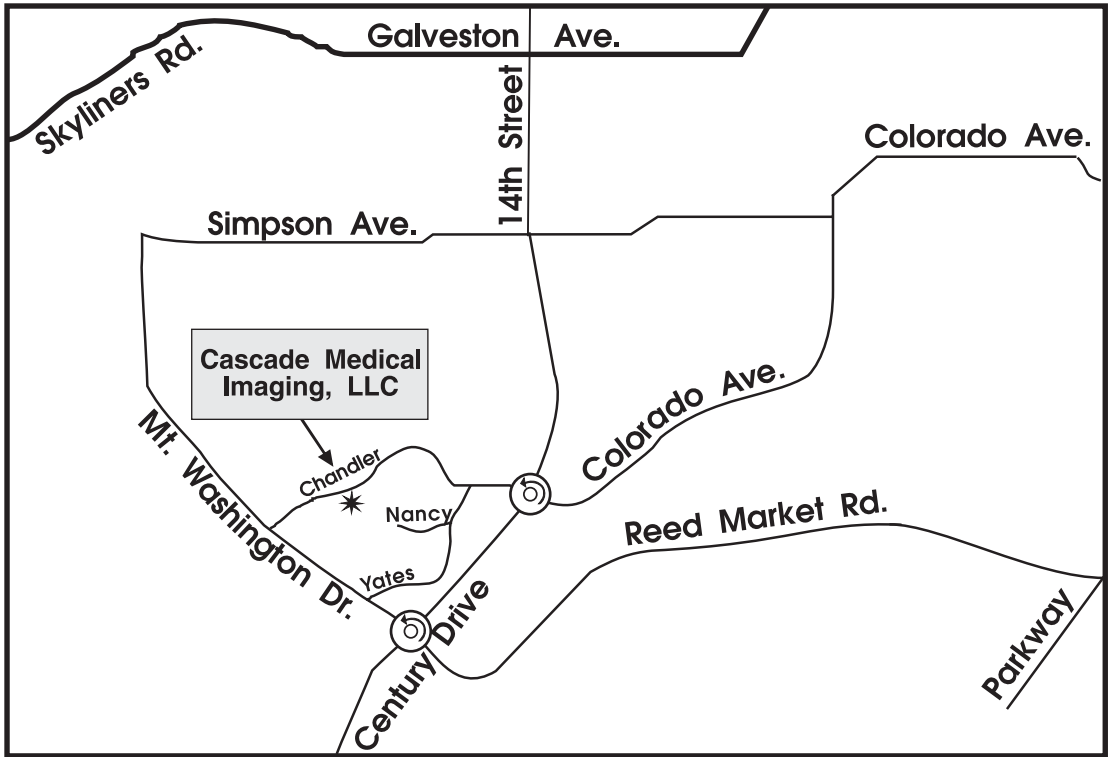 Galveston Ave.
Skyliners Rd.
14th Street
Colorado Ave.
Simpson Ave.
Cascade Medical
Imaging, LLC
Mt. Washington Dr.
Chandler
Nancy
Yates
Colorado Ave.
Reed Market Rd.
Century Drive
Parkway